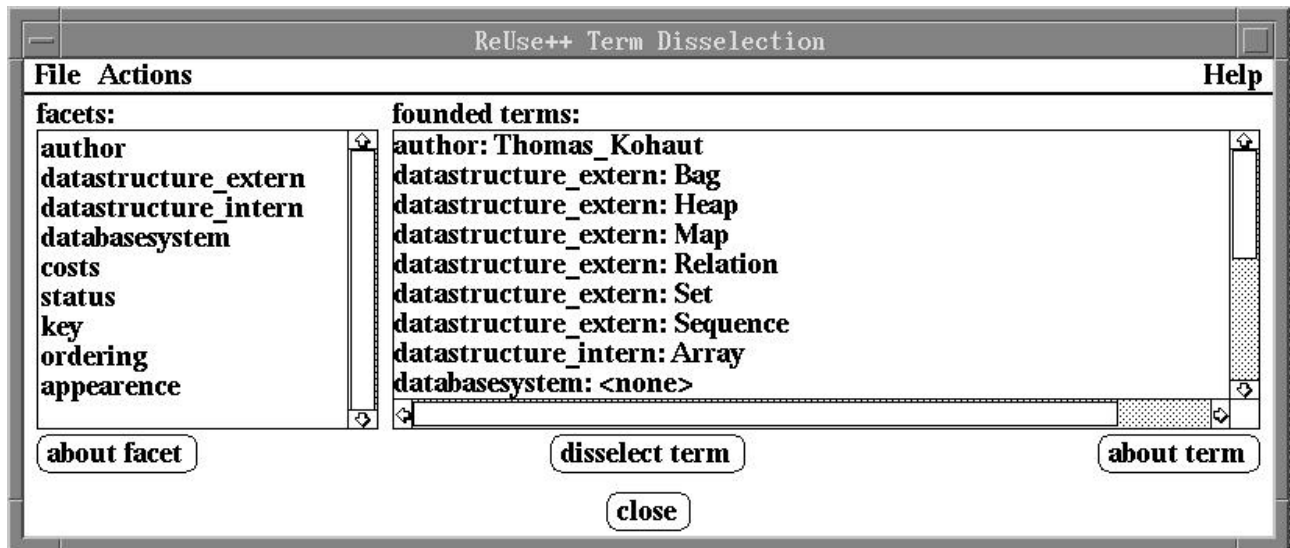 ReUse++ Term Disselection
File Actions Help
facets:
author
datastructure_extern
datastructure_intern
databasesystem
costs
status
key
ordering
appearence
founded terms:
author: Thomas_Kohaut
datastructure_extern: Bag
datastructure_extern: Heap
datastructure_extern: Map
datastructure_extern: Relation
datastructure_extern: Set
datastructure_extern: Sequence
datastructure_intern: Array
databasesystem: <none>
about facet
disselect term
about term
close